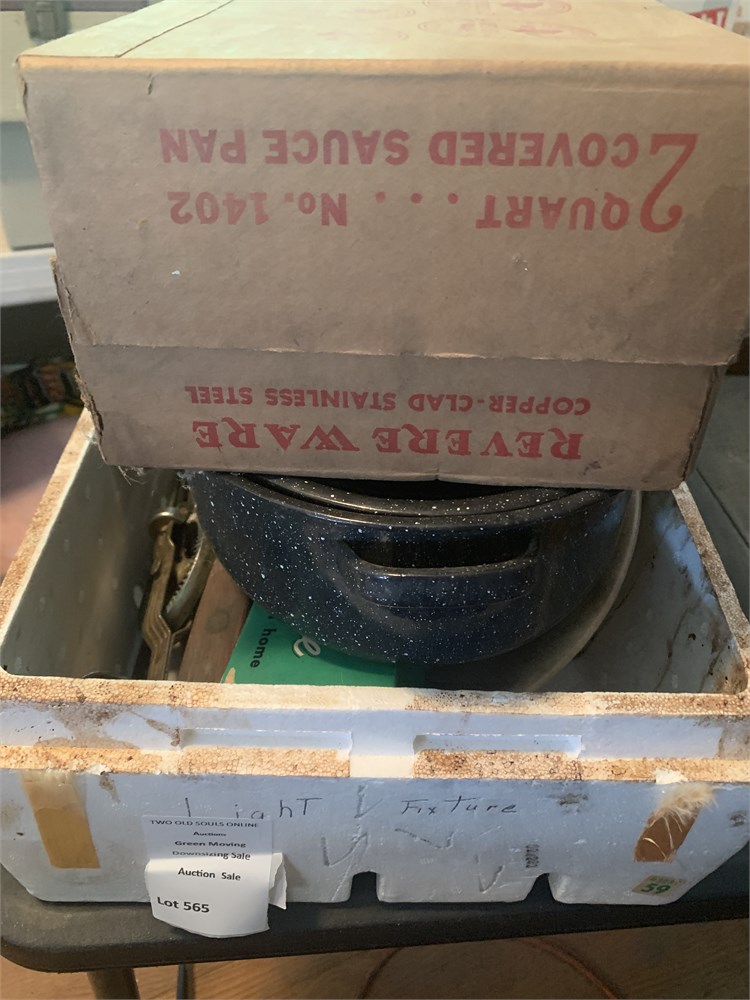 2 QUART . . . No. 1402
COVERED SAUCE PAN
REVERE WARE
COPPER-CLAD STAINLESS STEEL
home
Light Fixture
TWO OLD SOULS ONLINE
Auctions
Green Moving
Downsizing Sale
Auction Sale
Lot 565
59